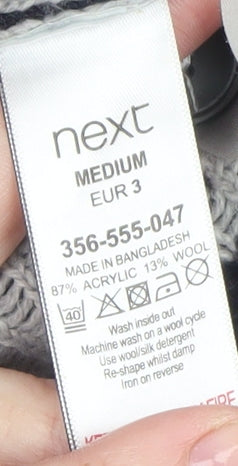 next
MEDIUM
EUR 3
356-555-047
MADE IN BANGLADESH
87% ACRYLIC 13% WOOL
40
Wash inside out
Machine wash on a wool cycle
Use wool/silk detergent
Re-shape whilst damp
Iron on reverse
FIRE